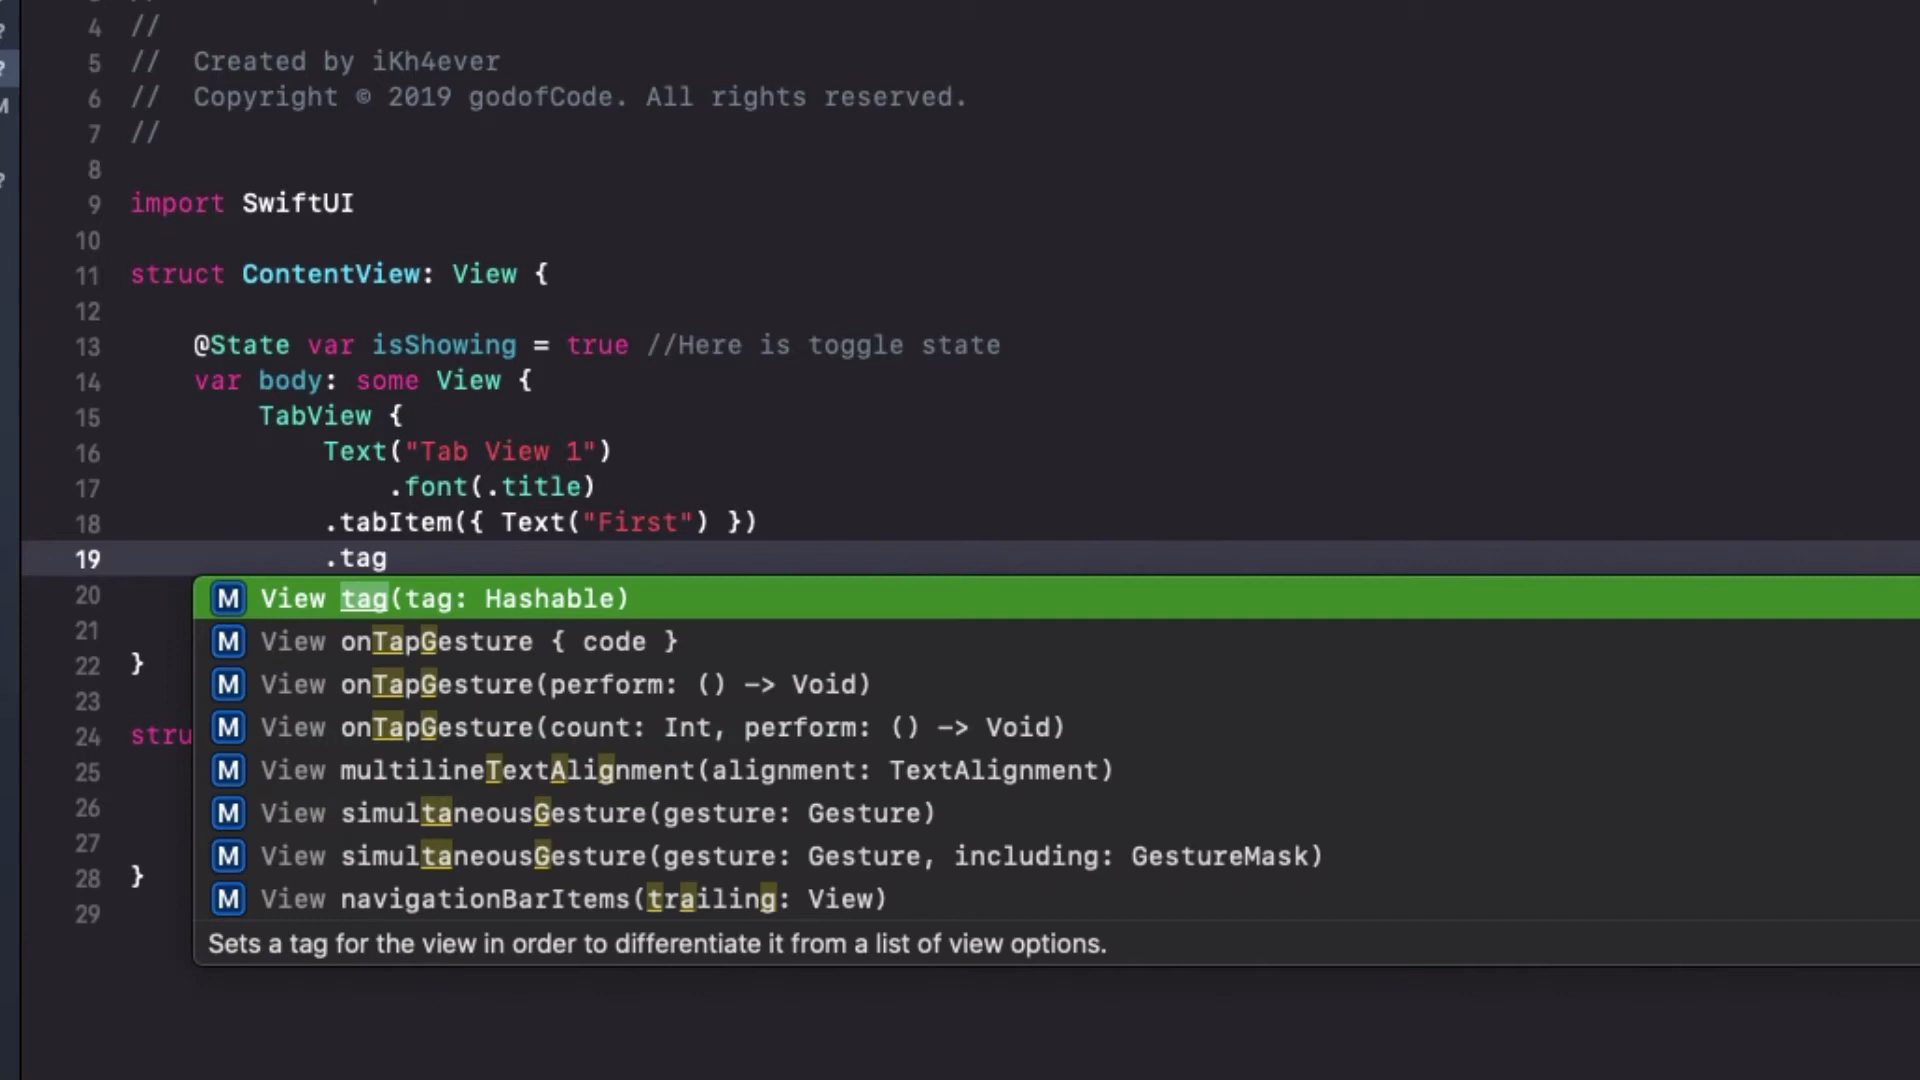 4 //
5 // Created by iKh4ever
6 // Copyright © 2019 godofCode. All rights reserved.
7 //
8
9 import SwiftUI
10
11 struct ContentView: View {
12
13 @State var isShowing = true //Here is toggle state
14 var body: some View {
15 TabView {
16 Text("Tab View 1")
17 .font(.title)
18 .tabItem({ Text("First") })
19 .tag
20 M View tag(tag: Hashable)
21 M View onTapGesture { code }
22 } M View onTapGesture(perform: () -> Void)
23 M View onTapGesture(count: Int, perform: () -> Void)
24 stru
25 M View multilineTextAlignment(alignment: TextAlignment)
26 M View simultaneousGesture(gesture: Gesture)
27 M View simultaneousGesture(gesture: Gesture, including: GestureMask)
28 } M View navigationBarItems(trailing: View)
29
Sets a tag for the view in order to differentiate it from a list of view options.